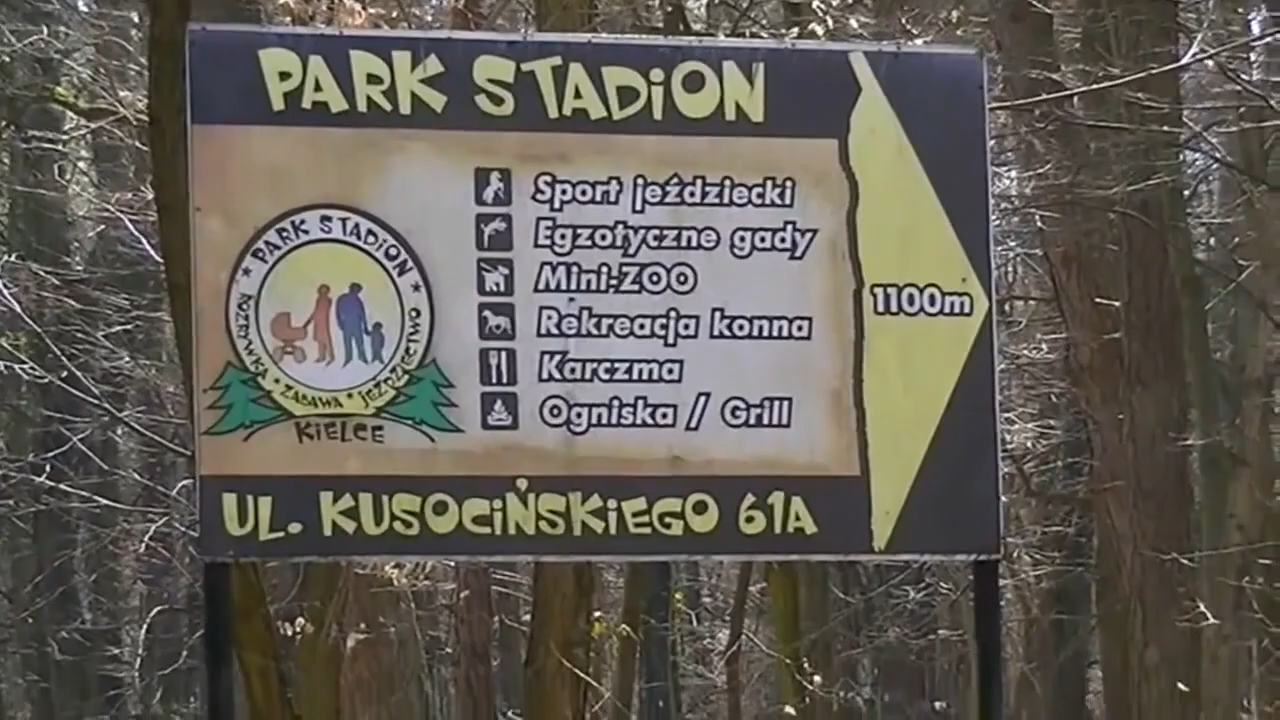 PARK STADiON
Sport jeździecki
Egzotyczne gady
Mini-ZOO
Rekreacja konna
Karczma
Ogniska / Grill
1100m
★ PARK STADiON ★
ROZRYWKA • ZABAWA • JEŹDZIECTWO
KiELCE
UL. KUSOCiŃSKiEGO 61A